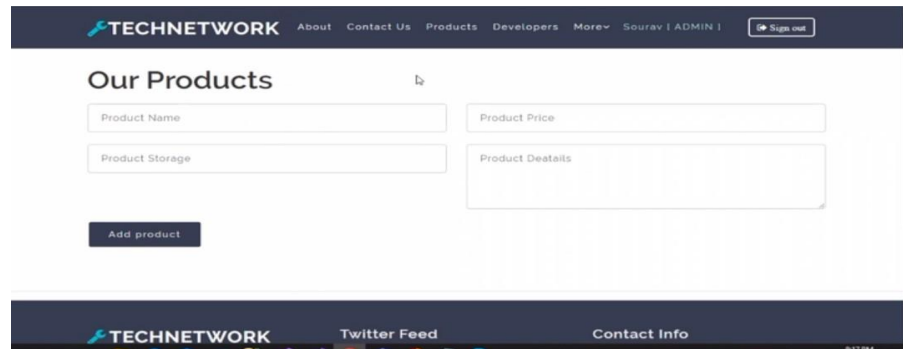 TECHNETWORK About Contact Us Products Developers More Sourav [ ADMIN ] Sign out
Our Products
Product Name Product Price
Product Storage Product Deatails
Add product
TECHNETWORK Twitter Feed Contact Info